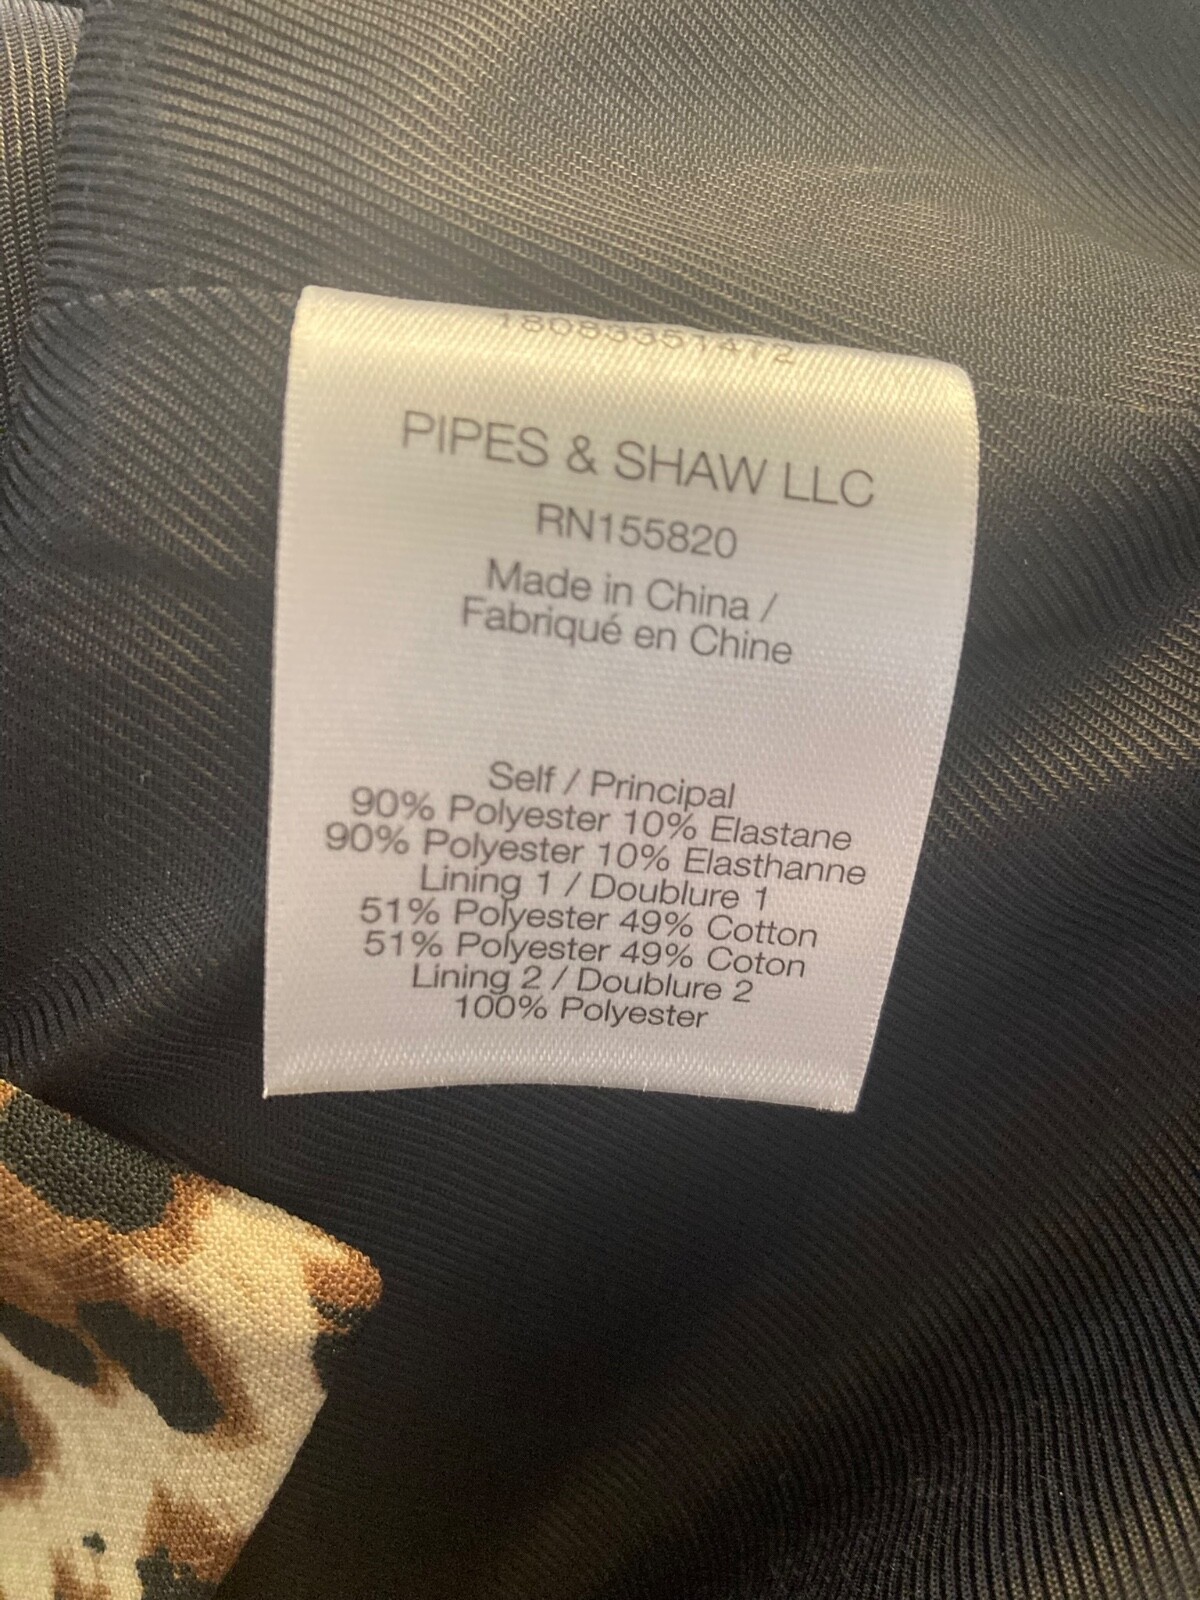 18083351472
PIPES & SHAW LLC
RN155820
Made in China /
Fabriqué en Chine
Self / Principal
90% Polyester 10% Elastane
90% Polyester 10% Elasthanne
Lining 1 / Doublure 1
51% Polyester 49% Cotton
51% Polyester 49% Coton
Lining 2 / Doublure 2
100% Polyester